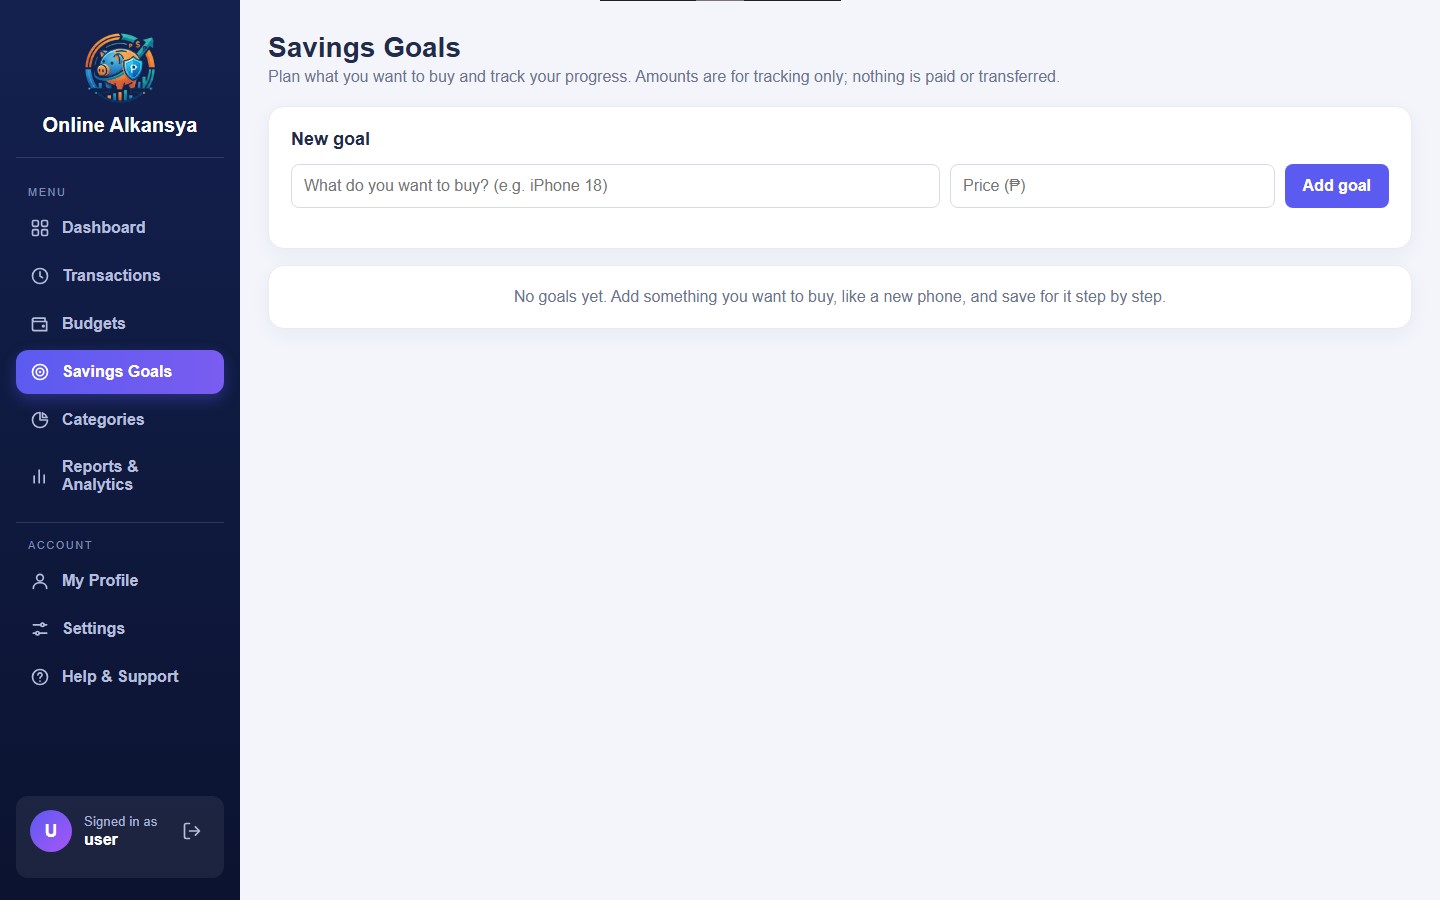 Online Alkansya
MENU
Dashboard
Transactions
Budgets
Savings Goals
Categories
Reports &
Analytics
ACCOUNT
My Profile
Settings
Help & Support
U
Signed in as
user
Savings Goals
Plan what you want to buy and track your progress. Amounts are for tracking only; nothing is paid or transferred.
New goal
What do you want to buy? (e.g. iPhone 18)
Price (₱)
Add goal
No goals yet. Add something you want to buy, like a new phone, and save for it step by step.